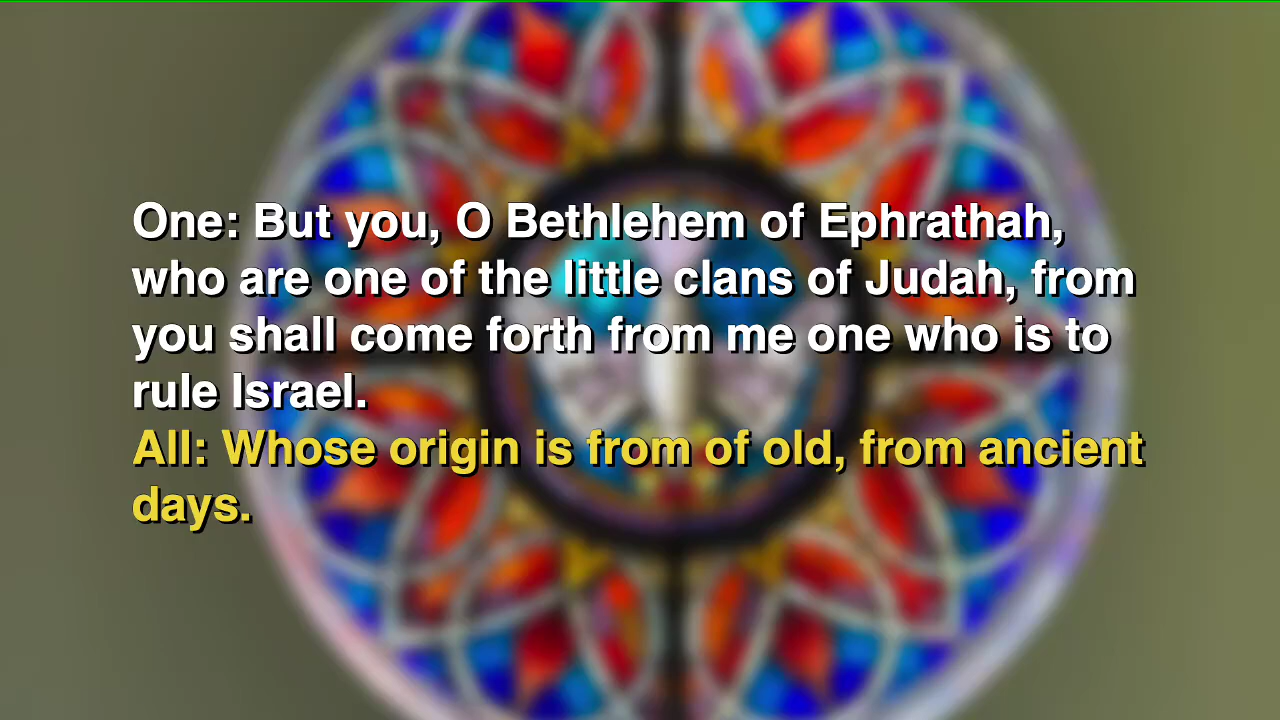 One: But you, O Bethlehem of Ephrathah,
who are one of the little clans of Judah, from
you shall come forth from me one who is to
rule Israel.
All: Whose origin is from of old, from ancient
days.